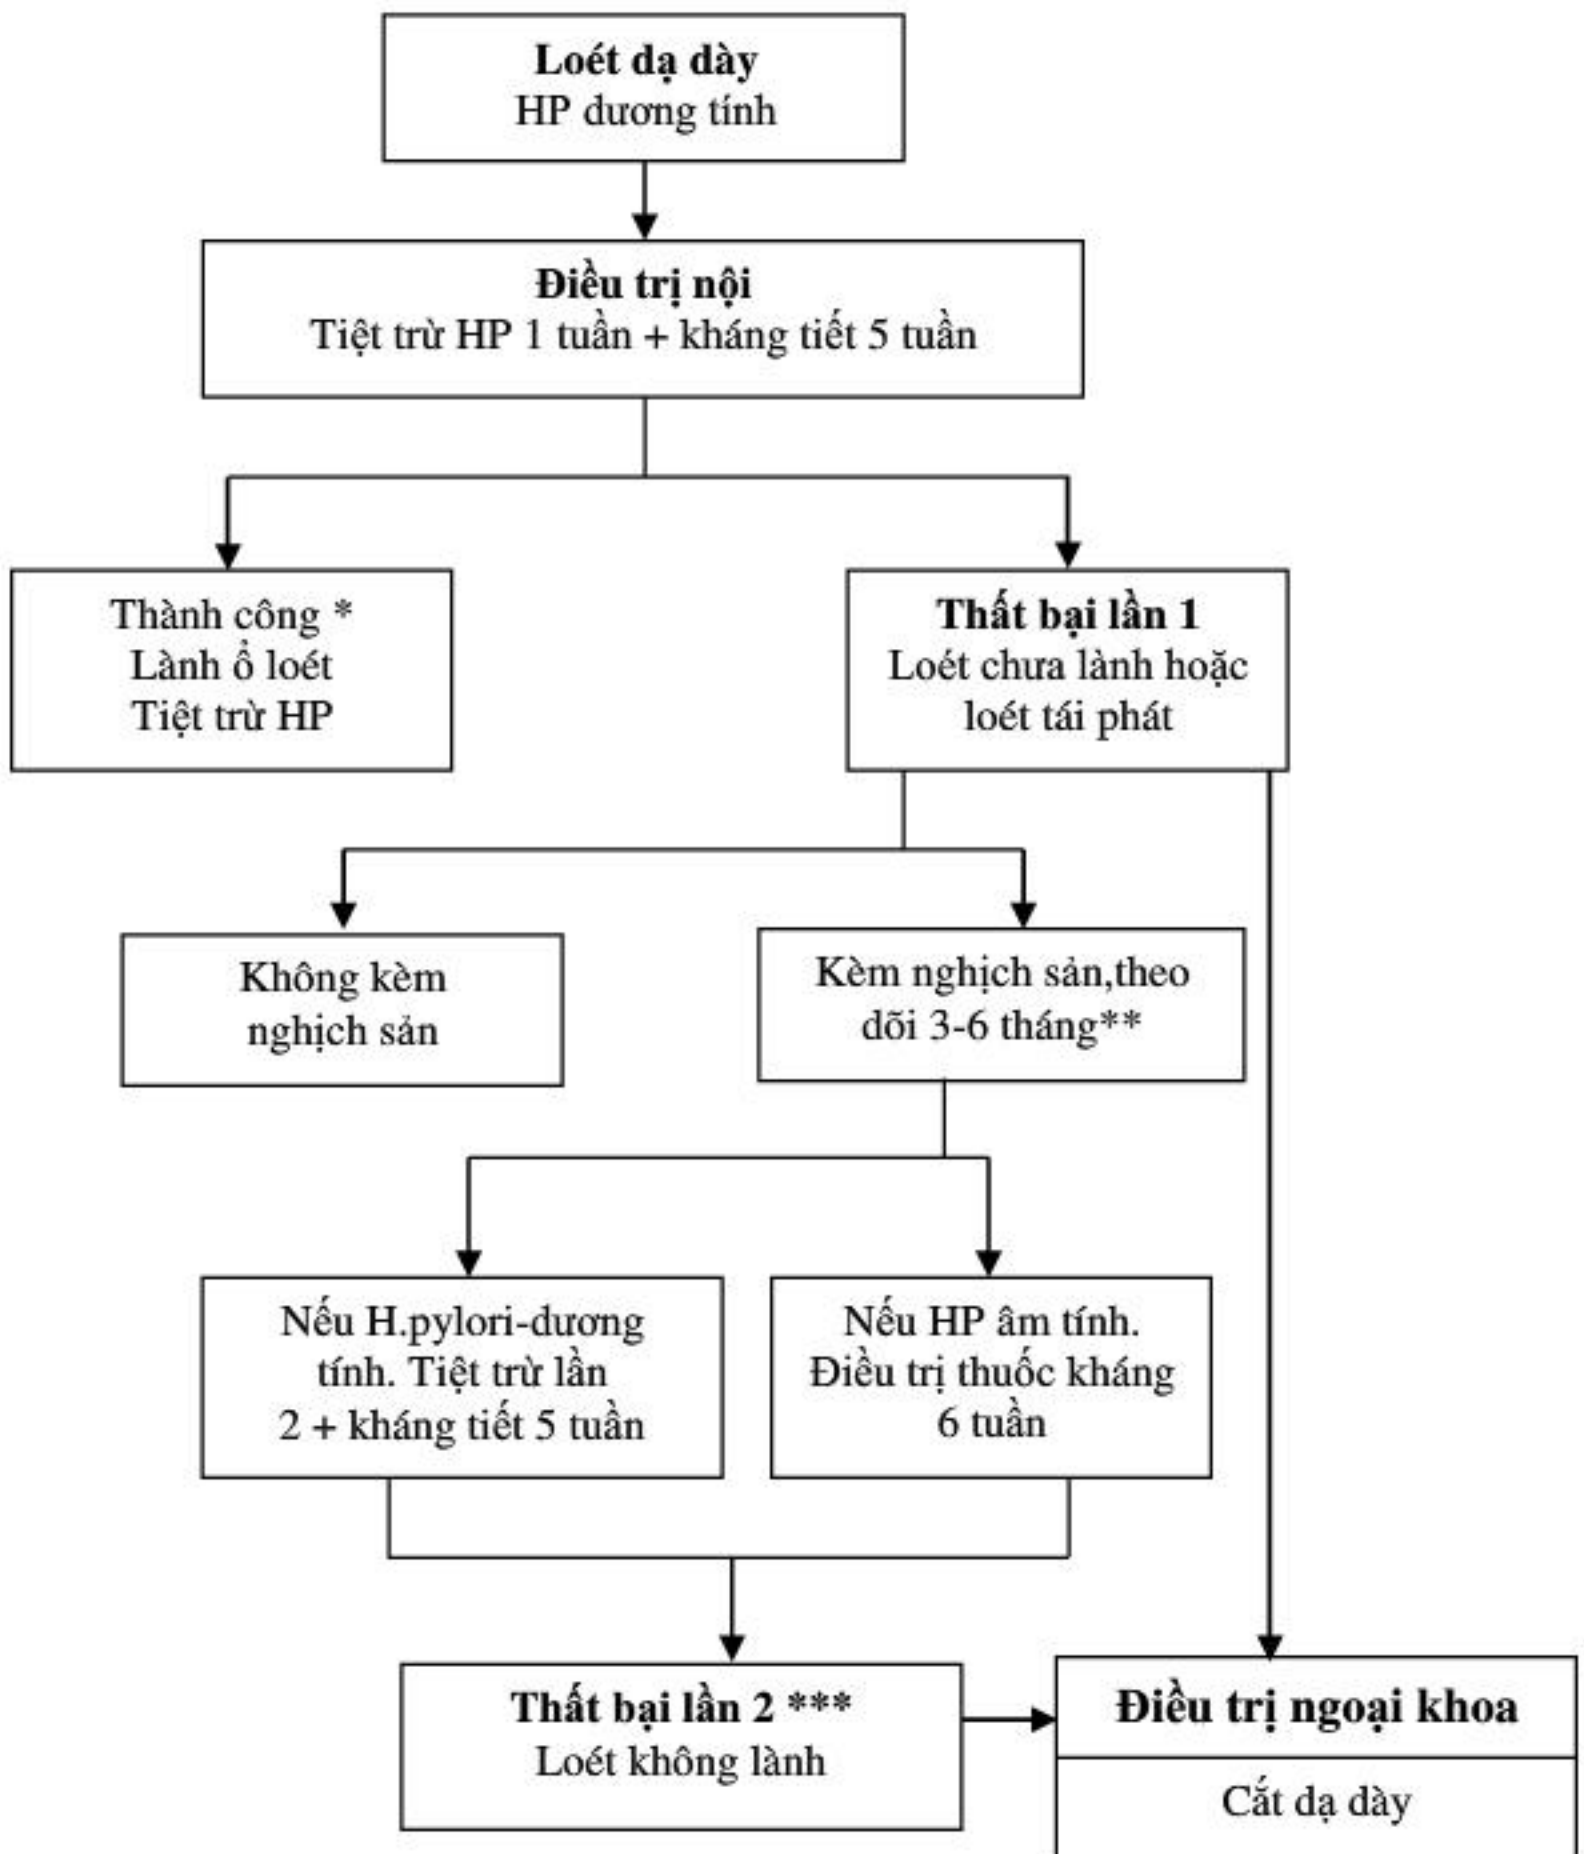 Loét dạ dày
HP dương tính
Điều trị nội
Tiệt trừ HP 1 tuần + kháng tiết 5 tuần
Thành công *
Lành ổ loét
Tiệt trừ HP
Thất bại lần 1
Loét chưa lành hoặc
loét tái phát
Không kèm
nghịch sản
Kèm nghịch sản,theo
dõi 3-6 tháng**
Nếu H.pylori-dương
tính. Tiệt trừ lần
2 + kháng tiết 5 tuần
Nếu HP âm tính.
Điều trị thuốc kháng
6 tuần
Thất bại lần 2 ***
Loét không lành
Điều trị ngoại khoa
Cắt dạ dày